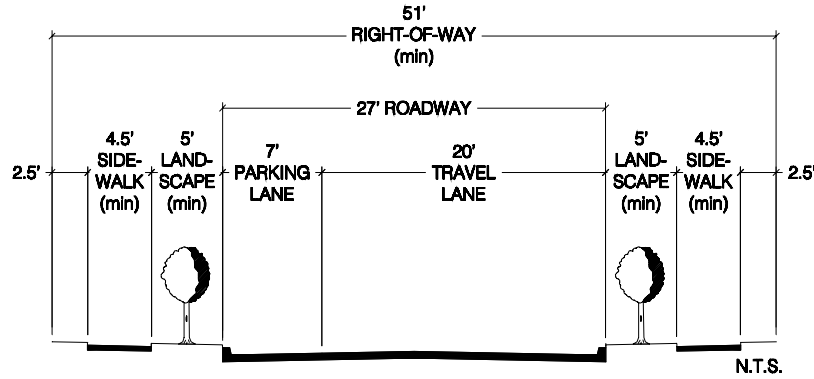 51'
RIGHT-OF-WAY
(min)
27' ROADWAY
2.5'
4.5'
SIDE-
WALK
(min)
5'
LAND-
SCAPE
(min)
7'
PARKING
LANE
20'
TRAVEL
LANE
5'
LAND-
SCAPE
(min)
4.5'
SIDE-
WALK
(min)
2.5'
N.T.S.